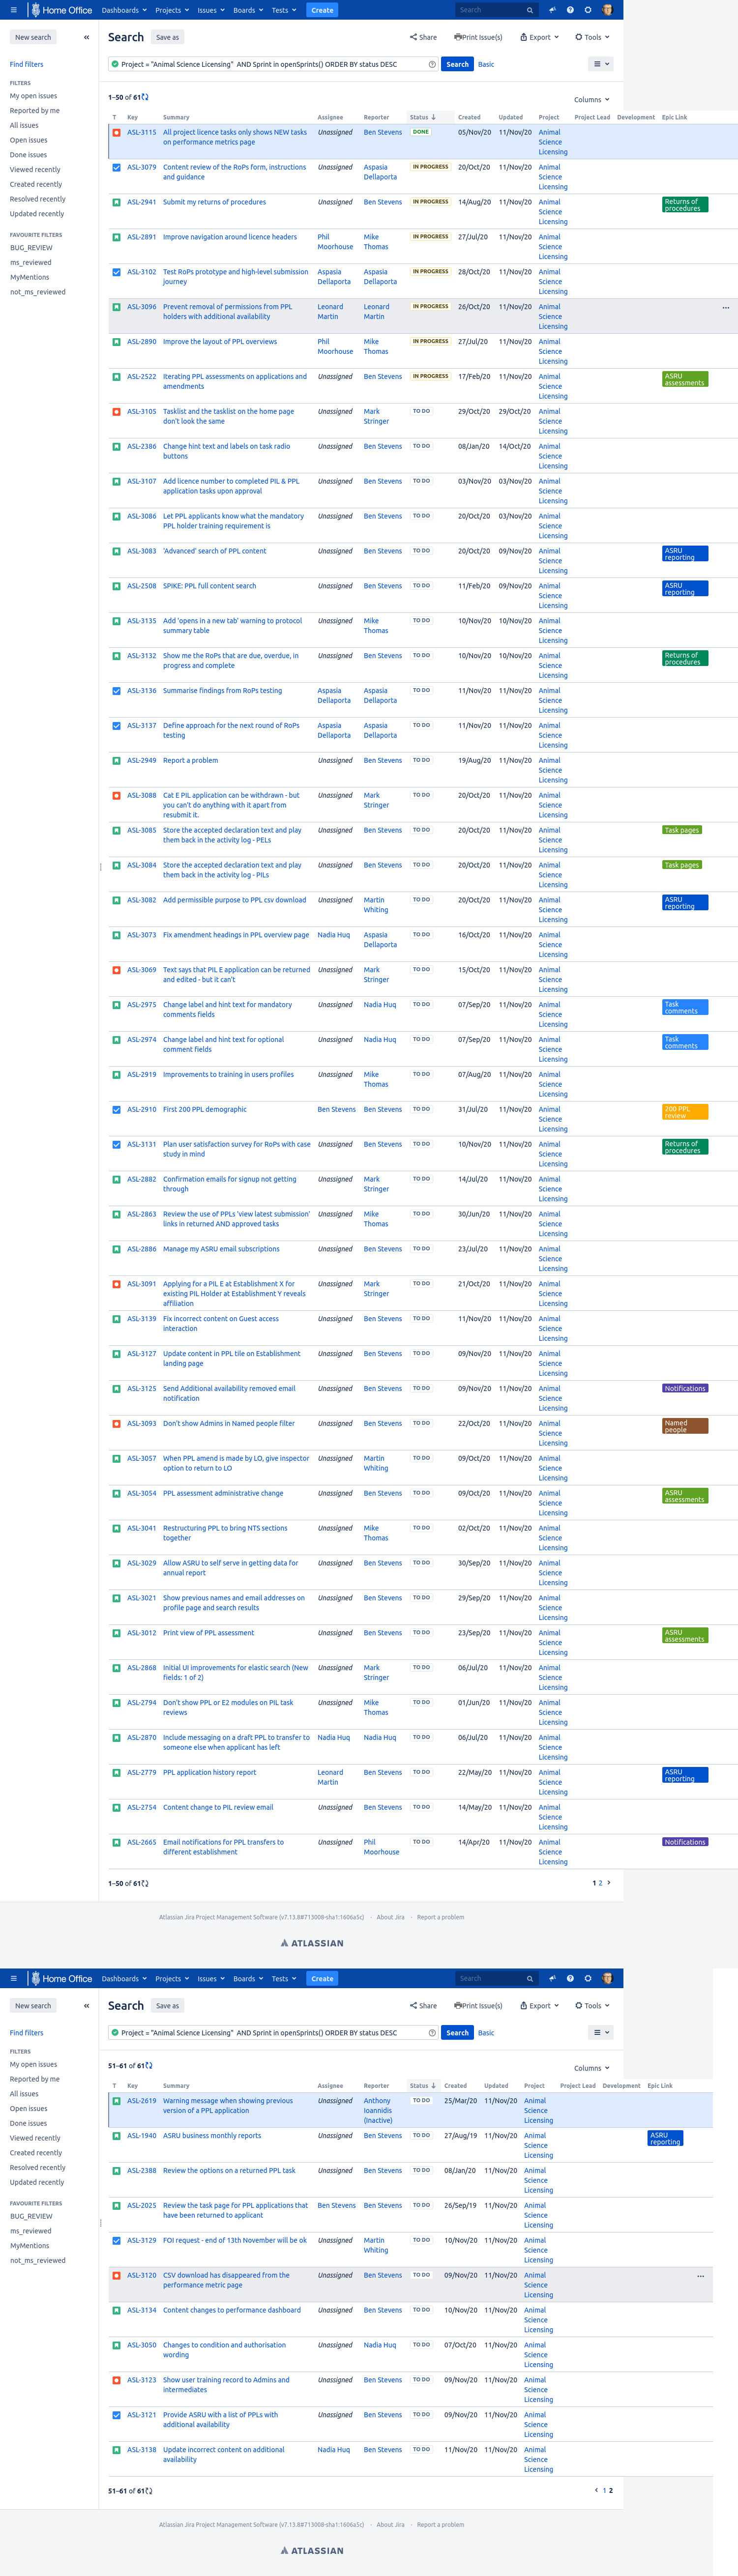 Home Office Dashboards Projects Issues Boards Tests Create Search
New search
Search Save as Share Print Issue(s) Export Tools
Find filters
Project = "Animal Science Licensing" AND Sprint in openSprints() ORDER BY status DESC Search Basic
FILTERS
My open issues
Reported by me
All issues
Open issues
Done issues
Viewed recently
Created recently
Resolved recently
Updated recently
FAVOURITE FILTERS
BUG_REVIEW
ms_reviewed
MyMentions
not_ms_reviewed
1–50 of 61 Columns
T Key Summary Assignee Reporter Status Created Updated Project Project Lead Development Epic Link
ASL-3115 All project licence tasks only shows NEW tasks on performance metrics page Unassigned Ben Stevens DONE 05/Nov/20 11/Nov/20 Animal Science Licensing
ASL-3079 Content review of the RoPs form, instructions and guidance Unassigned Aspasia Dellaporta IN PROGRESS 20/Oct/20 11/Nov/20 Animal Science Licensing
ASL-2941 Submit my returns of procedures Unassigned Ben Stevens IN PROGRESS 14/Aug/20 11/Nov/20 Animal Science Licensing Returns of procedures
ASL-2891 Improve navigation around licence headers Phil Moorhouse Mike Thomas IN PROGRESS 27/Jul/20 11/Nov/20 Animal Science Licensing
ASL-3102 Test RoPs prototype and high-level submission journey Aspasia Dellaporta Aspasia Dellaporta IN PROGRESS 28/Oct/20 11/Nov/20 Animal Science Licensing
ASL-3096 Prevent removal of permissions from PPL holders with additional availability Leonard Martin Leonard Martin IN PROGRESS 26/Oct/20 11/Nov/20 Animal Science Licensing
ASL-2890 Improve the layout of PPL overviews Phil Moorhouse Mike Thomas IN PROGRESS 27/Jul/20 11/Nov/20 Animal Science Licensing
ASL-2522 Iterating PPL assessments on applications and amendments Unassigned Ben Stevens IN PROGRESS 17/Feb/20 11/Nov/20 Animal Science Licensing ASRU assessments
ASL-3105 Tasklist and the tasklist on the home page don't look the same Unassigned Mark Stringer TO DO 29/Oct/20 29/Oct/20 Animal Science Licensing
ASL-2386 Change hint text and labels on task radio buttons Unassigned Ben Stevens TO DO 08/Jan/20 14/Oct/20 Animal Science Licensing
ASL-3107 Add licence number to completed PIL & PPL application tasks upon approval Unassigned Ben Stevens TO DO 03/Nov/20 03/Nov/20 Animal Science Licensing
ASL-3086 Let PPL applicants know what the mandatory PPL holder training requirement is Unassigned Ben Stevens TO DO 20/Oct/20 03/Nov/20 Animal Science Licensing
ASL-3083 'Advanced' search of PPL content Unassigned Ben Stevens TO DO 20/Oct/20 09/Nov/20 Animal Science Licensing ASRU reporting
ASL-2508 SPIKE: PPL full content search Unassigned Ben Stevens TO DO 11/Feb/20 09/Nov/20 Animal Science Licensing ASRU reporting
ASL-3135 Add 'opens in a new tab' warning to protocol summary table Unassigned Mike Thomas TO DO 10/Nov/20 10/Nov/20 Animal Science Licensing
ASL-3132 Show me the RoPs that are due, overdue, in progress and complete Unassigned Ben Stevens TO DO 10/Nov/20 10/Nov/20 Animal Science Licensing Returns of procedures
ASL-3136 Summarise findings from RoPs testing Aspasia Dellaporta Aspasia Dellaporta TO DO 11/Nov/20 11/Nov/20 Animal Science Licensing
ASL-3137 Define approach for the next round of RoPs testing Aspasia Dellaporta Aspasia Dellaporta TO DO 11/Nov/20 11/Nov/20 Animal Science Licensing
ASL-2949 Report a problem Unassigned Ben Stevens TO DO 19/Aug/20 11/Nov/20 Animal Science Licensing
ASL-3088 Cat E PIL application can be withdrawn - but you can't do anything with it apart from resubmit it. Unassigned Mark Stringer TO DO 20/Oct/20 11/Nov/20 Animal Science Licensing
ASL-3085 Store the accepted declaration text and play them back in the activity log - PELs Unassigned Ben Stevens TO DO 20/Oct/20 11/Nov/20 Animal Science Licensing Task pages
ASL-3084 Store the accepted declaration text and play them back in the activity log - PILs Unassigned Ben Stevens TO DO 20/Oct/20 11/Nov/20 Animal Science Licensing Task pages
ASL-3082 Add permissible purpose to PPL csv download Unassigned Martin Whiting TO DO 20/Oct/20 11/Nov/20 Animal Science Licensing ASRU reporting
ASL-3073 Fix amendment headings in PPL overview page Nadia Huq Aspasia Dellaporta TO DO 16/Oct/20 11/Nov/20 Animal Science Licensing
ASL-3069 Text says that PIL E application can be returned and edited - but it can't Unassigned Mark Stringer TO DO 15/Oct/20 11/Nov/20 Animal Science Licensing
ASL-2975 Change label and hint text for mandatory comments fields Unassigned Nadia Huq TO DO 07/Sep/20 11/Nov/20 Animal Science Licensing Task comments
ASL-2974 Change label and hint text for optional comment fields Unassigned Nadia Huq TO DO 07/Sep/20 11/Nov/20 Animal Science Licensing Task comments
ASL-2919 Improvements to training in users profiles Unassigned Mike Thomas TO DO 07/Aug/20 11/Nov/20 Animal Science Licensing
ASL-2910 First 200 PPL demographic Ben Stevens Ben Stevens TO DO 31/Jul/20 11/Nov/20 Animal Science Licensing 200 PPL review
ASL-3131 Plan user satisfaction survey for RoPs with case study in mind Unassigned Ben Stevens TO DO 10/Nov/20 11/Nov/20 Animal Science Licensing Returns of procedures
ASL-2882 Confirmation emails for signup not getting through Unassigned Mark Stringer TO DO 14/Jul/20 11/Nov/20 Animal Science Licensing
ASL-2863 Review the use of PPLs 'view latest submission' links in returned AND approved tasks Unassigned Mike Thomas TO DO 30/Jun/20 11/Nov/20 Animal Science Licensing
ASL-2886 Manage my ASRU email subscriptions Unassigned Ben Stevens TO DO 23/Jul/20 11/Nov/20 Animal Science Licensing
ASL-3091 Applying for a PIL E at Establishment X for existing PIL Holder at Establishment Y reveals affiliation Unassigned Mark Stringer TO DO 21/Oct/20 11/Nov/20 Animal Science Licensing
ASL-3139 Fix incorrect content on Guest access interaction Unassigned Ben Stevens TO DO 11/Nov/20 11/Nov/20 Animal Science Licensing
ASL-3127 Update content in PPL tile on Establishment landing page Unassigned Ben Stevens TO DO 09/Nov/20 11/Nov/20 Animal Science Licensing
ASL-3125 Send Additional availability removed email notification Unassigned Ben Stevens TO DO 09/Nov/20 11/Nov/20 Animal Science Licensing Notifications
ASL-3093 Don't show Admins in Named people filter Unassigned Ben Stevens TO DO 22/Oct/20 11/Nov/20 Animal Science Licensing Named people
ASL-3057 When PPL amend is made by LO, give inspector option to return to LO Unassigned Martin Whiting TO DO 09/Oct/20 11/Nov/20 Animal Science Licensing
ASL-3054 PPL assessment administrative change Unassigned Ben Stevens TO DO 09/Oct/20 11/Nov/20 Animal Science Licensing ASRU assessments
ASL-3041 Restructuring PPL to bring NTS sections together Unassigned Mike Thomas TO DO 02/Oct/20 11/Nov/20 Animal Science Licensing
ASL-3029 Allow ASRU to self serve in getting data for annual report Unassigned Ben Stevens TO DO 30/Sep/20 11/Nov/20 Animal Science Licensing
ASL-3021 Show previous names and email addresses on profile page and search results Unassigned Ben Stevens TO DO 29/Sep/20 11/Nov/20 Animal Science Licensing
ASL-3012 Print view of PPL assessment Unassigned Ben Stevens TO DO 23/Sep/20 11/Nov/20 Animal Science Licensing ASRU assessments
ASL-2868 Initial UI improvements for elastic search (New fields: 1 of 2) Unassigned Mark Stringer TO DO 06/Jul/20 11/Nov/20 Animal Science Licensing
ASL-2794 Don't show PPL or E2 modules on PIL task reviews Unassigned Mike Thomas TO DO 01/Jun/20 11/Nov/20 Animal Science Licensing
ASL-2870 Include messaging on a draft PPL to transfer to someone else when applicant has left Nadia Huq Nadia Huq TO DO 06/Jul/20 11/Nov/20 Animal Science Licensing
ASL-2779 PPL application history report Leonard Martin Ben Stevens TO DO 22/May/20 11/Nov/20 Animal Science Licensing ASRU reporting
ASL-2754 Content change to PIL review email Unassigned Ben Stevens TO DO 14/May/20 11/Nov/20 Animal Science Licensing
ASL-2665 Email notifications for PPL transfers to different establishment Unassigned Phil Moorhouse TO DO 14/Apr/20 11/Nov/20 Animal Science Licensing Notifications
1–50 of 61 1 2
Atlassian Jira Project Management Software (v7.13.8#713008-sha1:1606a5c) · About Jira · Report a problem
ATLASSIAN
Home Office Dashboards Projects Issues Boards Tests Create Search
New search
Search Save as Share Print Issue(s) Export Tools
Find filters
Project = "Animal Science Licensing" AND Sprint in openSprints() ORDER BY status DESC Search Basic
FILTERS
My open issues
Reported by me
All issues
Open issues
Done issues
Viewed recently
Created recently
Resolved recently
Updated recently
FAVOURITE FILTERS
BUG_REVIEW
ms_reviewed
MyMentions
not_ms_reviewed
51–61 of 61 Columns
T Key Summary Assignee Reporter Status Created Updated Project Project Lead Development Epic Link
ASL-2619 Warning message when showing previous version of a PPL application Unassigned Anthony Ioannidis (Inactive) TO DO 25/Mar/20 11/Nov/20 Animal Science Licensing
ASL-1940 ASRU business monthly reports Unassigned Ben Stevens TO DO 27/Aug/19 11/Nov/20 Animal Science Licensing ASRU reporting
ASL-2388 Review the options on a returned PPL task Unassigned Ben Stevens TO DO 08/Jan/20 11/Nov/20 Animal Science Licensing
ASL-2025 Review the task page for PPL applications that have been returned to applicant Ben Stevens Ben Stevens TO DO 26/Sep/19 11/Nov/20 Animal Science Licensing
ASL-3129 FOI request - end of 13th November will be ok Unassigned Martin Whiting TO DO 10/Nov/20 11/Nov/20 Animal Science Licensing
ASL-3120 CSV download has disappeared from the performance metric page Unassigned Ben Stevens TO DO 09/Nov/20 11/Nov/20 Animal Science Licensing
ASL-3134 Content changes to performance dashboard Unassigned Ben Stevens TO DO 10/Nov/20 11/Nov/20 Animal Science Licensing
ASL-3050 Changes to condition and authorisation wording Unassigned Nadia Huq TO DO 07/Oct/20 11/Nov/20 Animal Science Licensing
ASL-3123 Show user training record to Admins and intermediates Unassigned Ben Stevens TO DO 09/Nov/20 11/Nov/20 Animal Science Licensing
ASL-3121 Provide ASRU with a list of PPLs with additional availability Unassigned Ben Stevens TO DO 09/Nov/20 11/Nov/20 Animal Science Licensing
ASL-3138 Update incorrect content on additional availability Nadia Huq Ben Stevens TO DO 11/Nov/20 11/Nov/20 Animal Science Licensing
51–61 of 61 1 2
Atlassian Jira Project Management Software (v7.13.8#713008-sha1:1606a5c) · About Jira · Report a problem
ATLASSIAN